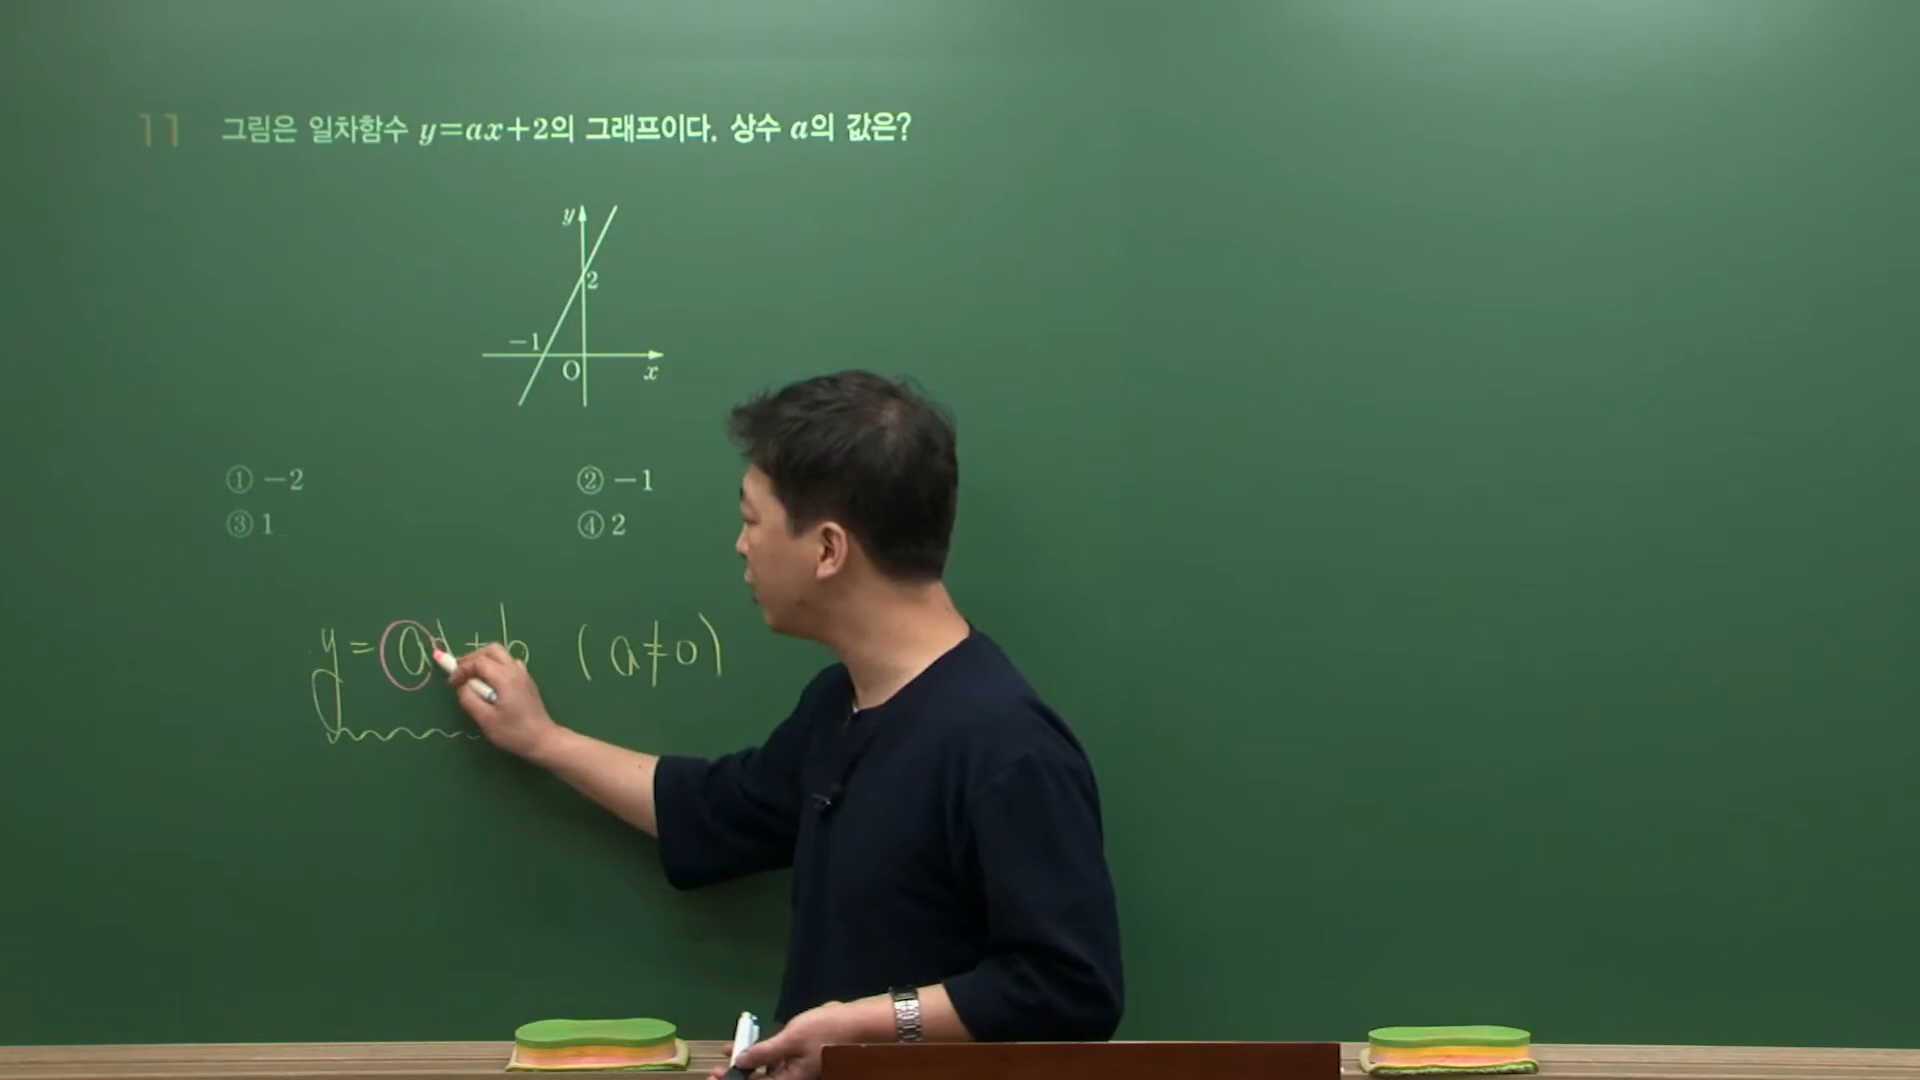 11 그림은 일차함수 y=ax+2의 그래프이다. 상수 a의 값은?
y
2
-1
O
x
① -2 ② -1
③ 1 ④ 2
y = ax + b (a≠0)